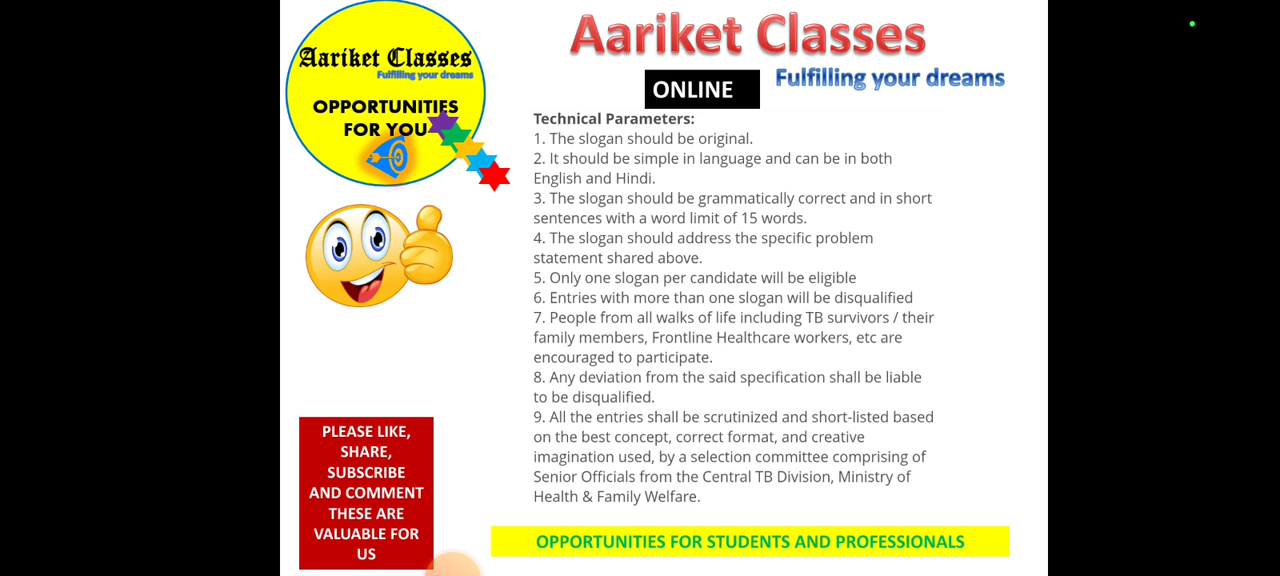 Aariket Classes
Fulfilling your dreams
OPPORTUNITIES
FOR YOU
Aariket Classes
Fulfilling your dreams
ONLINE
Technical Parameters:
1. The slogan should be original.
2. It should be simple in language and can be in both
English and Hindi.
3. The slogan should be grammatically correct and in short
sentences with a word limit of 15 words.
4. The slogan should address the specific problem
statement shared above.
5. Only one slogan per candidate will be eligible
6. Entries with more than one slogan will be disqualified
7. People from all walks of life including TB survivors / their
family members, Frontline Healthcare workers, etc are
encouraged to participate.
8. Any deviation from the said specification shall be liable
to be disqualified.
9. All the entries shall be scrutinized and short-listed based
on the best concept, correct format, and creative
imagination used, by a selection committee comprising of
Senior Officials from the Central TB Division, Ministry of
Health & Family Welfare.
PLEASE LIKE,
SHARE,
SUBSCRIBE
AND COMMENT
THESE ARE
VALUABLE FOR
US
OPPORTUNITIES FOR STUDENTS AND PROFESSIONALS